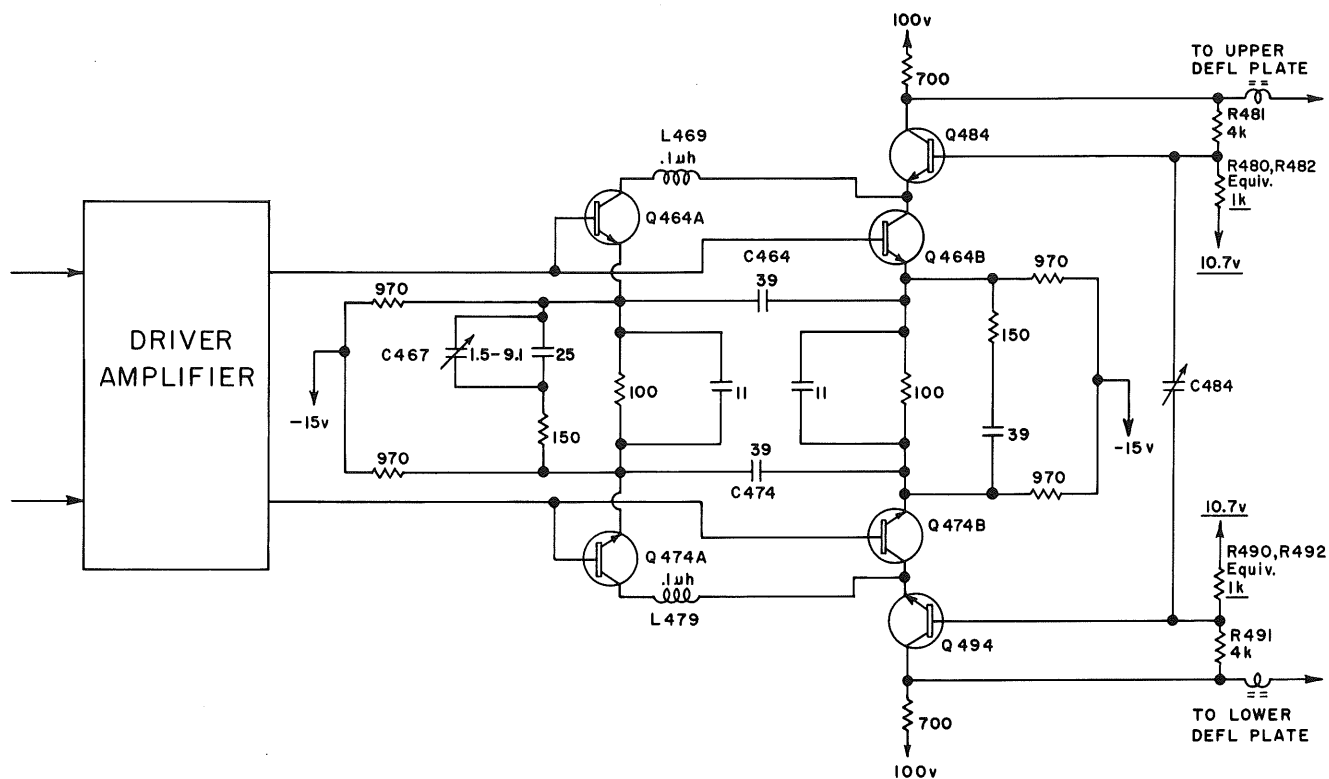 100v
700
TO UPPER
DEFL PLATE
R481
4k
Q484
R480,R482
Equiv.
1k
10.7v
L469
.1µh
Q464A
Q464B
C464
39
970
970
DRIVER
AMPLIFIER
C467
1.5-9.1
25
100
11
11
100
150
39
C484
-15v
-15v
150
970
39
C474
970
Q474B
Q474A
.1µh
L479
10.7v
R490,R492
Equiv.
1k
R491
4k
Q494
700
100v
TO LOWER
DEFL PLATE